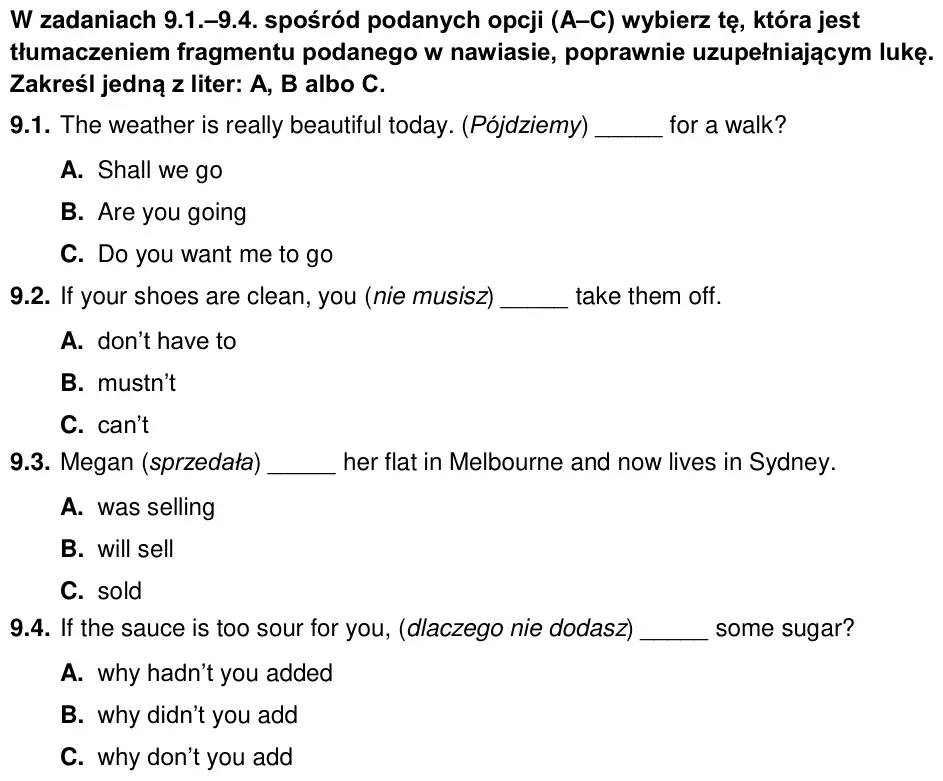 W zadaniach 9.1.–9.4. spośród podanych opcji (A–C) wybierz tę, która jest
tłumaczeniem fragmentu podanego w nawiasie, poprawnie uzupełniającym lukę.
Zakreśl jedną z liter: A, B albo C.
9.1. The weather is really beautiful today. (Pójdziemy) _____ for a walk?
A. Shall we go
B. Are you going
C. Do you want me to go
9.2. If your shoes are clean, you (nie musisz) _____ take them off.
A. don't have to
B. mustn't
C. can't
9.3. Megan (sprzedała) _____ her flat in Melbourne and now lives in Sydney.
A. was selling
B. will sell
C. sold
9.4. If the sauce is too sour for you, (dlaczego nie dodasz) _____ some sugar?
A. why hadn't you added
B. why didn't you add
C. why don't you add